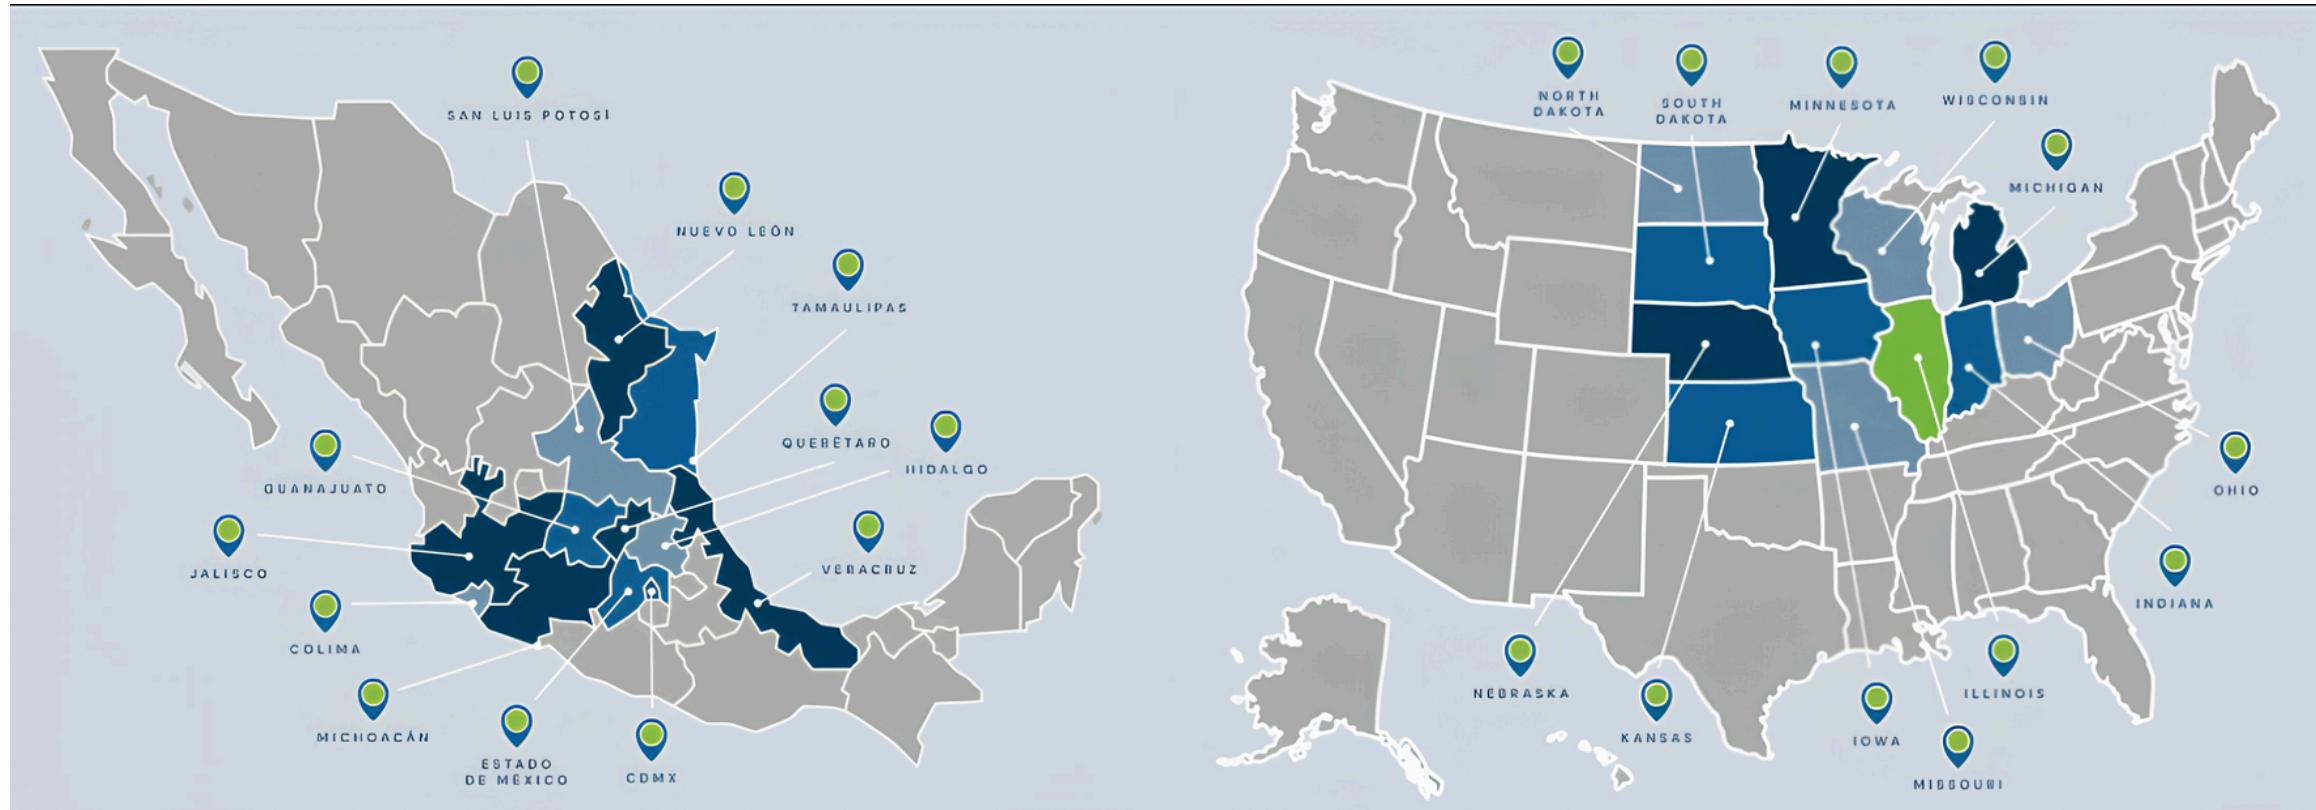 SAN LUIS POTOSÍ
NUEVO LEÓN
TAMAULIPAS
QUERÉTARO
HIDALGO
GUANAJUATO
JALISCO
VERACRUZ
COLIMA
MICHOACÁN
ESTADO
DE MÉXICO
CDMX
NORTH
DAKOTA
SOUTH
DAKOTA
MINNESOTA
WISCONSIN
MICHIGAN
OHIO
INDIANA
ILLINOIS
NEBRASKA
KANSAS
IOWA
MISSOURI